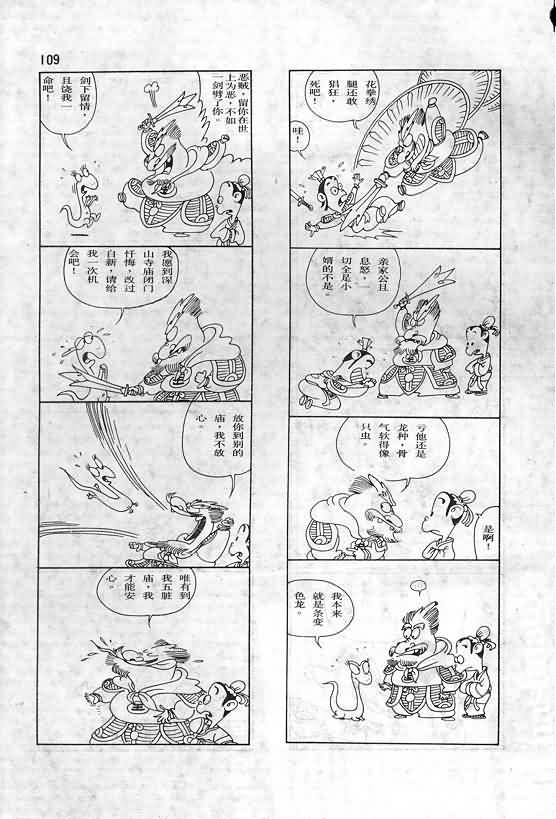 109
花拳绣
腿还敢
猖狂，
死吧！
哇！
亲家公且
息怒，一
切全是小
婿的不是。
亏他还是
龙种，骨
气软得像
只虫。
是啊！
我本来
就是条变
色龙。
恶贼，留你在世
上为恶，不如
一剑劈了你。
剑下留情，
且饶我一
命吧！
我愿到深
山寺庙闭门
忏悔，改过
自新，请给
我一次机
会吧！
放你到别的
庙，我不放
心。
唯有到
我五脏
庙，我
才能安
心。